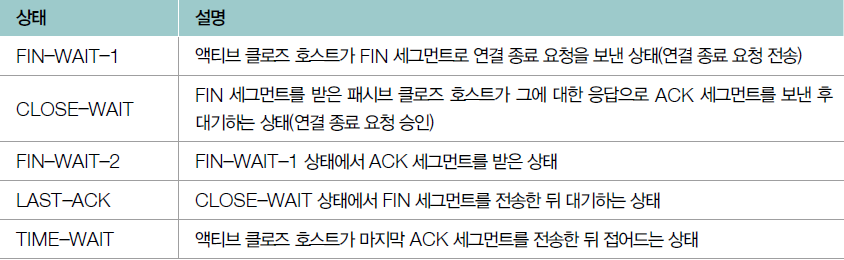 상태 설명
FIN-WAIT-1 액티브 클로즈 호스트가 FIN 세그먼트로 연결 종료 요청을 보낸 상태(연결 종료 요청 전송)
FIN 세그먼트를 받은 패시브 클로즈 호스트가 그에 대한 응답으로 ACK 세그먼트를 보낸 후
CLOSE-WAIT
대기하는 상태(연결 종료 요청 승인)
FIN-WAIT-2 FIN-WAIT-1 상태에서 ACK 세그먼트를 받은 상태
LAST-ACK CLOSE-WAIT 상태에서 FIN 세그먼트를 전송한 뒤 대기하는 상태
TIME-WAIT 액티브 클로즈 호스트가 마지막 ACK 세그먼트를 전송한 뒤 접어드는 상태